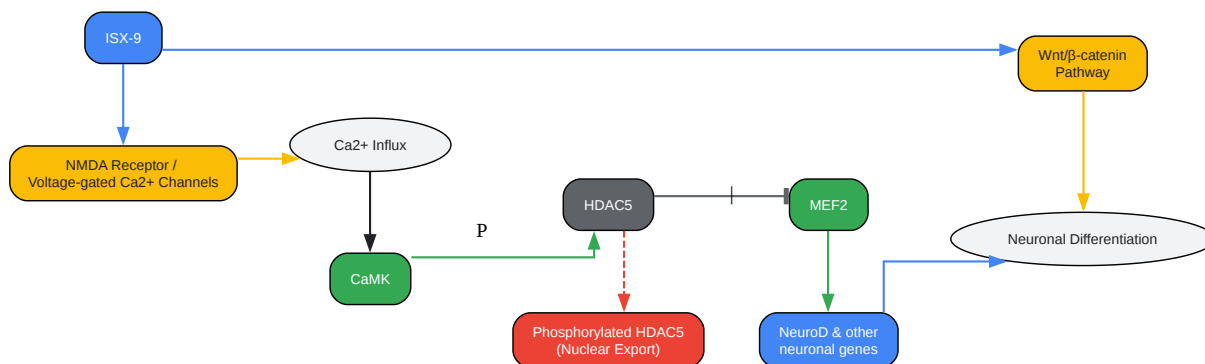 ISX-9
Wnt/β-catenin
Pathway
NMDA Receptor /
Voltage-gated Ca2+ Channels
Ca2+ Influx
HDAC5
MEF2
P
Neuronal Differentiation
CaMK
Phosphorylated HDAC5
(Nuclear Export)
NeuroD & other
neuronal genes